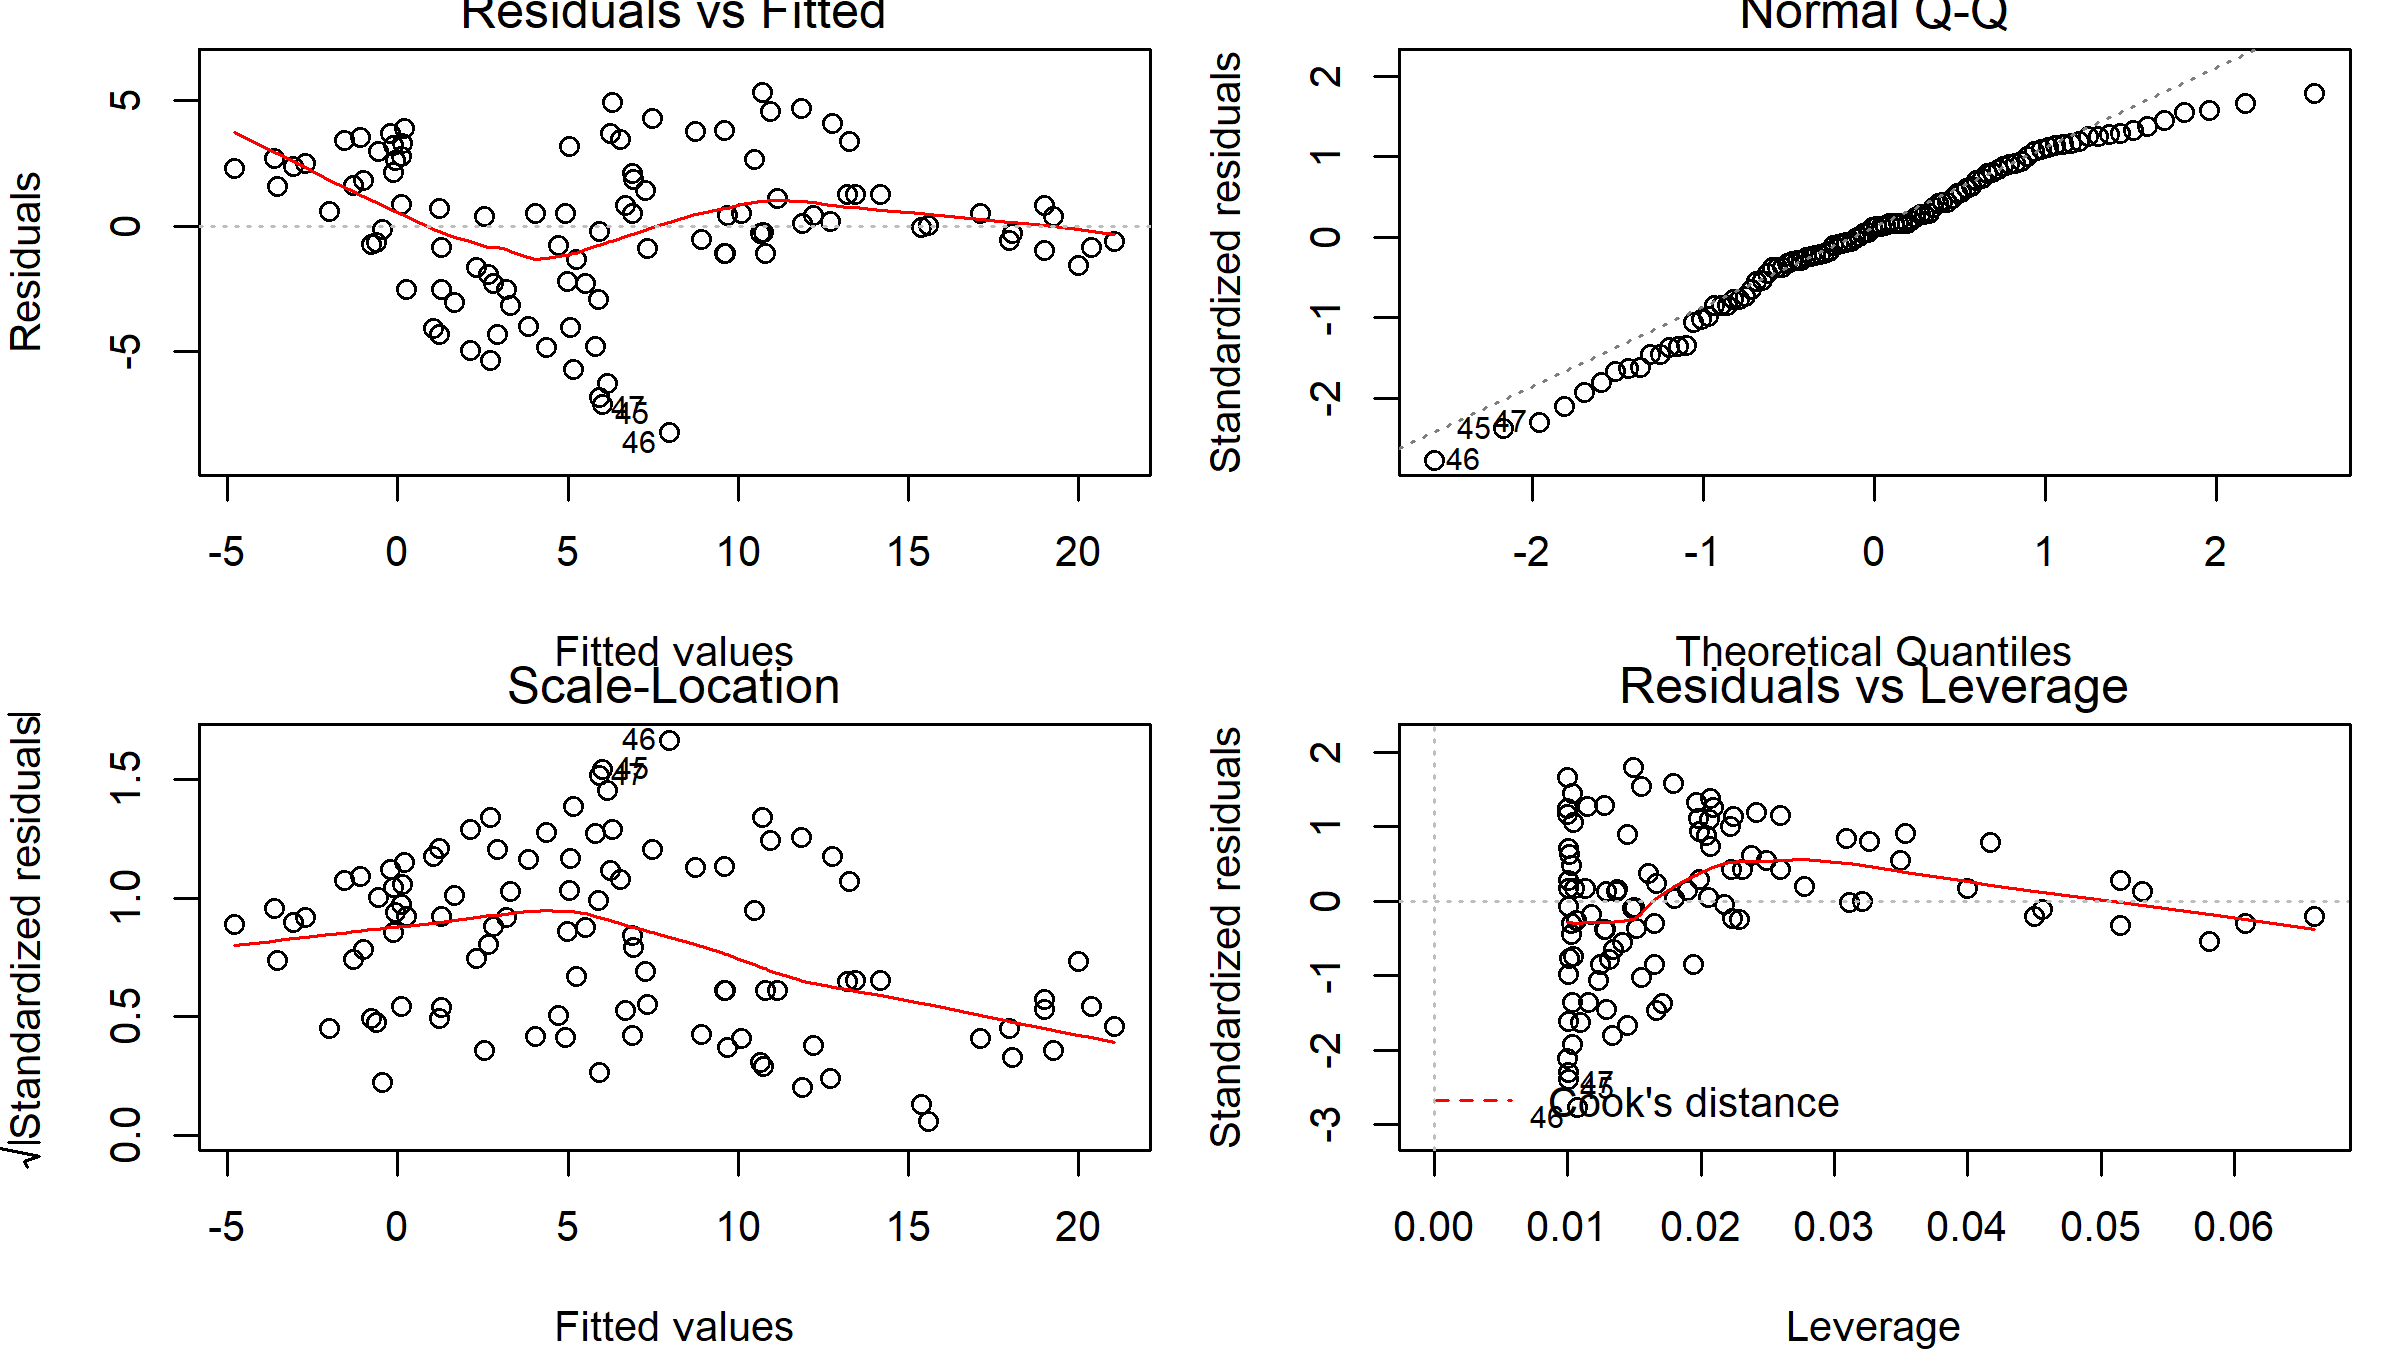 Residuals vs Fitted
Residuals
5
0
-5
47
45
46
-5 0 5 10 15 20
Fitted values
Normal Q-Q
Standardized residuals
2
1
0
-1
-2
45 47
46
-2 -1 0 1 2
Theoretical Quantiles
Scale-Location
√|Standardized residuals|
1.5
1.0
0.5
0.0
46
45
47
-5 0 5 10 15 20
Fitted values
Residuals vs Leverage
Standardized residuals
2
1
0
-1
-2
-3
47
45
Cook's distance
46
0.00 0.01 0.02 0.03 0.04 0.05 0.06
Leverage